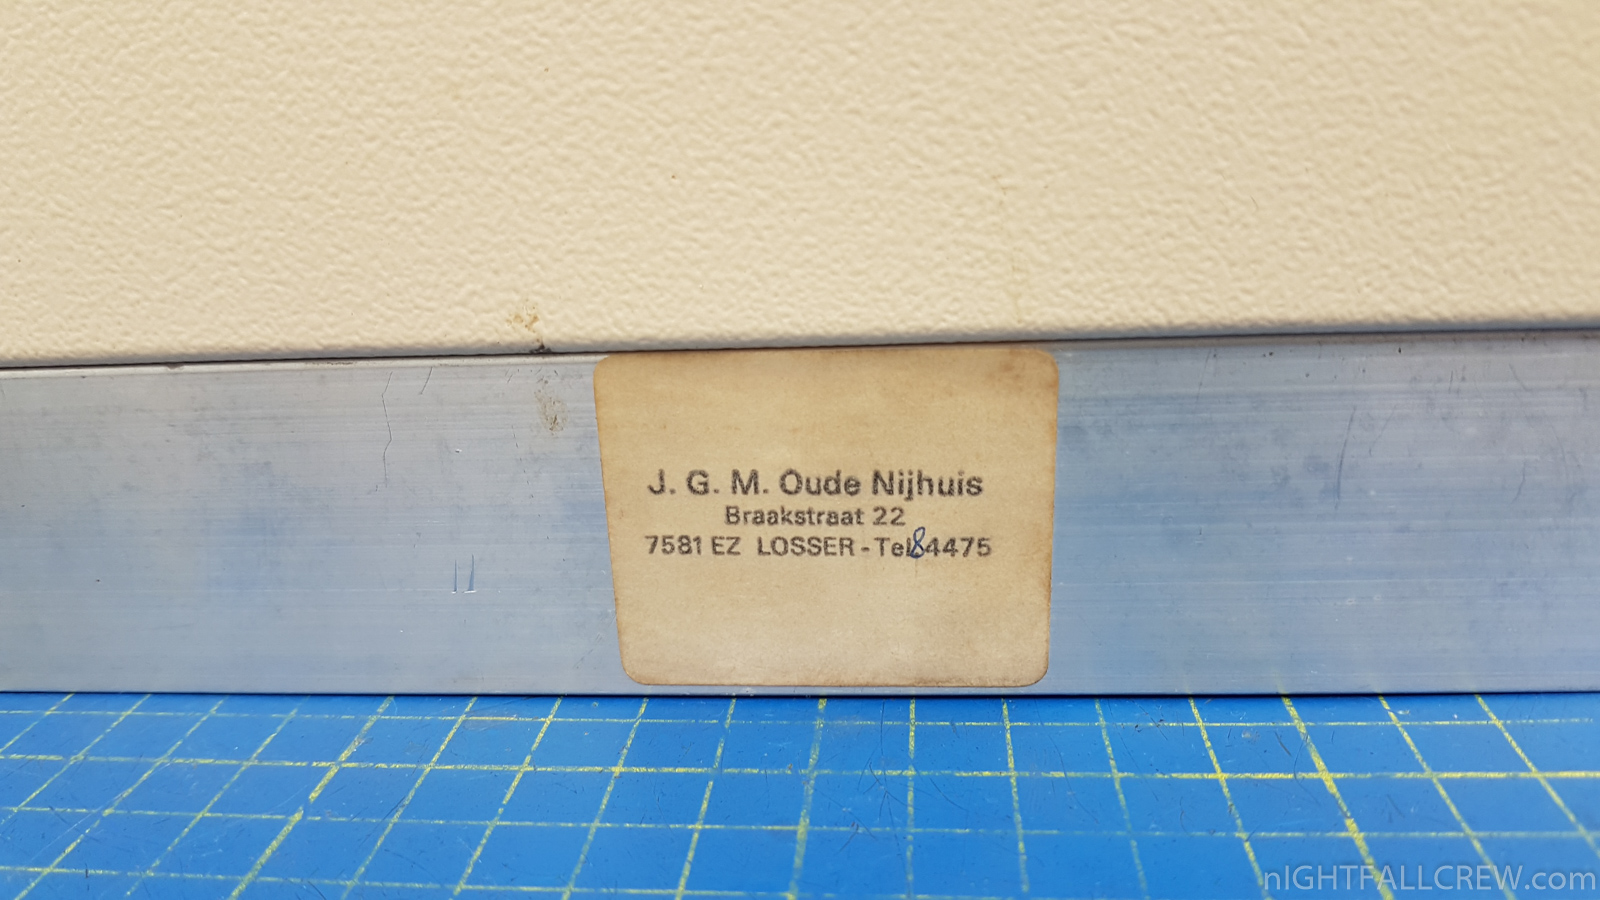 J. G. M. Oude Nijhuis
Braakstraat 22
7581 EZ LOSSER - Tel 84475
nIGHTFALLCREW.com